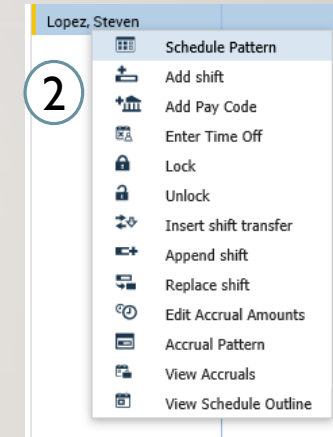 Lopez, Steven
2
Schedule Pattern
Add shift
Add Pay Code
Enter Time Off
Lock
Unlock
Insert shift transfer
Append shift
Replace shift
Edit Accrual Amounts
Accrual Pattern
View Accruals
View Schedule Outline